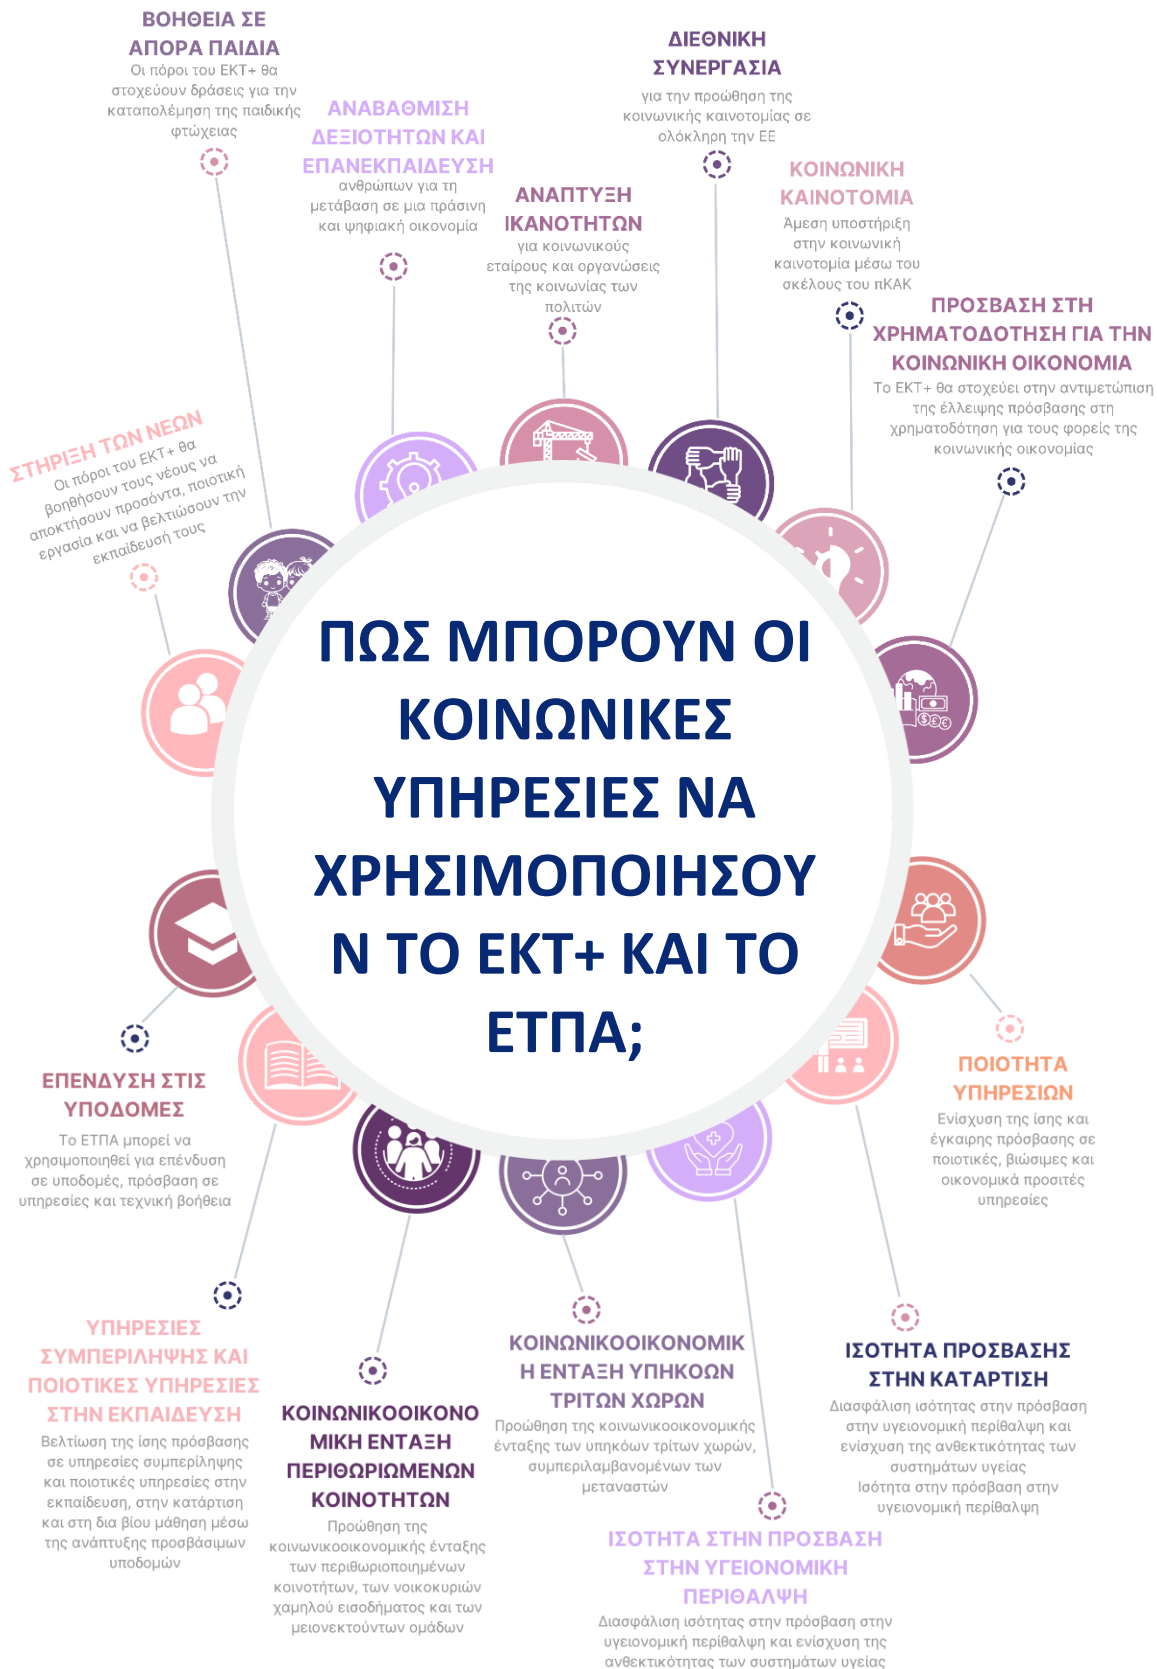 ΒΟΗΘΕΙΑ ΣΕ
ΑΠΟΡΑ ΠΑΙΔΙΑ
Οι πόροι του ΕΚΤ+ θα
στοχεύουν δράσεις για την
καταπολέμηση της παιδικής
φτώχειας
ΑΝΑΒΑΘΜΙΣΗ
ΔΕΞΙΟΤΗΤΩΝ ΚΑΙ
ΕΠΑΝΕΚΠΑΙΔΕΥΣΗ
ανθρώπων για τη
μετάβαση σε μια πράσινη
και ψηφιακή οικονομία
ΑΝΑΠΤΥΞΗ
ΙΚΑΝΟΤΗΤΩΝ
για κοινωνικούς
εταίρους και οργανώσεις
της κοινωνίας των
πολιτών
ΔΙΕΘΝΙΚΗ
ΣΥΝΕΡΓΑΣΙΑ
για την προώθηση της
κοινωνικής καινοτομίας σε
ολόκληρη την ΕΕ
ΚΟΙΝΩΝΙΚΗ
ΚΑΙΝΟΤΟΜΙΑ
Άμεση υποστήριξη
στην κοινωνική
καινοτομία μέσω του
σκέλους του πΚΑΚ
ΠΡΟΣΒΑΣΗ ΣΤΗ
ΧΡΗΜΑΤΟΔΟΤΗΣΗ ΓΙΑ ΤΗΝ
ΚΟΙΝΩΝΙΚΗ ΟΙΚΟΝΟΜΙΑ
Το ΕΚΤ+ θα στοχεύει στην αντιμετώπιση
της έλλειψης πρόσβασης στη
χρηματοδότηση για τους φορείς της
κοινωνικής οικονομίας
ΣΤΗΡΙΞΗ ΤΩΝ ΝΕΩΝ
Οι πόροι του ΕΚΤ+ θα
βοηθήσουν τους νέους να
αποκτήσουν προσόντα, ποιοτική
εργασία και να βελτιώσουν την
εκπαίδευσή τους
ΠΩΣ ΜΠΟΡΟΥΝ ΟΙ
ΚΟΙΝΩΝΙΚΕΣ
ΥΠΗΡΕΣΙΕΣ ΝΑ
ΧΡΗΣΙΜΟΠΟΙΗΣΟΥ
Ν ΤΟ ΕΚΤ+ ΚΑΙ ΤΟ
ΕΤΠΑ;
ΕΠΕΝΔΥΣΗ ΣΤΙΣ
ΥΠΟΔΟΜΕΣ
Το ΕΤΠΑ μπορεί να
χρησιμοποιηθεί για επένδυση
σε υποδομές, πρόσβαση σε
υπηρεσίες και τεχνική βοήθεια
ΠΟΙΟΤΗΤΑ
ΥΠΗΡΕΣΙΩΝ
Ενίσχυση της ίσης και
έγκαιρης πρόσβασης σε
ποιοτικές, βιώσιμες και
οικονομικά προσιτές
υπηρεσίες
ΥΠΗΡΕΣΙΕΣ
ΣΥΜΠΕΡΙΛΗΨΗΣ ΚΑΙ
ΠΟΙΟΤΙΚΕΣ ΥΠΗΡΕΣΙΕΣ
ΣΤΗΝ ΕΚΠΑΙΔΕΥΣΗ
Βελτίωση της ίσης πρόσβασης
σε υπηρεσίες συμπερίληψης
και ποιοτικές υπηρεσίες στην
εκπαίδευση, στην κατάρτιση
και στη δια βίου μάθηση μέσω
της ανάπτυξης προσβάσιμων
υποδομών
ΚΟΙΝΩΝΙΚΟΟΙΚΟΝΟ
ΜΙΚΗ ΕΝΤΑΞΗ
ΠΕΡΙΘΩΡΙΩΜΕΝΩΝ
ΚΟΙΝΟΤΗΤΩΝ
Προώθηση της
κοινωνικοοικονομικής ένταξης
των περιθωριοποιημένων
κοινοτήτων, των νοικοκυριών
χαμηλού εισοδήματος και των
μειονεκτούντων ομάδων
ΚΟΙΝΩΝΙΚΟΟΙΚΟΝΟΜΙΚ
Η ΕΝΤΑΞΗ ΥΠΗΚΟΩΝ
ΤΡΙΤΩΝ ΧΩΡΩΝ
Προώθηση της κοινωνικοοικονομικής
ένταξης των υπηκόων τρίτων χωρών,
συμπεριλαμβανομένων των
μεταναστών
ΙΣΟΤΗΤΑ ΠΡΟΣΒΑΣΗΣ
ΣΤΗΝ ΚΑΤΑΡΤΙΣΗ
Διασφάλιση ισότητας στην πρόσβαση
στην υγειονομική περίθαλψη και
ενίσχυση της ανθεκτικότητας των
συστημάτων υγείας
Ισότητα στην πρόσβαση στην
υγειονομική περίθαλψη
ΙΣΟΤΗΤΑ ΣΤΗΝ ΠΡΟΣΒΑΣΗ
ΣΤΗΝ ΥΓΕΙΟΝΟΜΙΚΗ
ΠΕΡΙΘΑΛΨΗ
Διασφάλιση ισότητας στην πρόσβαση στην
υγειονομική περίθαλψη και ενίσχυση της
ανθεκτικότητας των συστημάτων υγείας